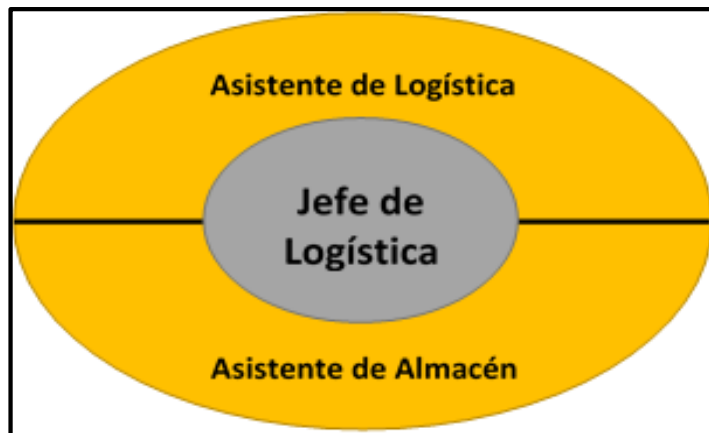 Asistente de Logística
Jefe de
Logística
Asistente de Almacén